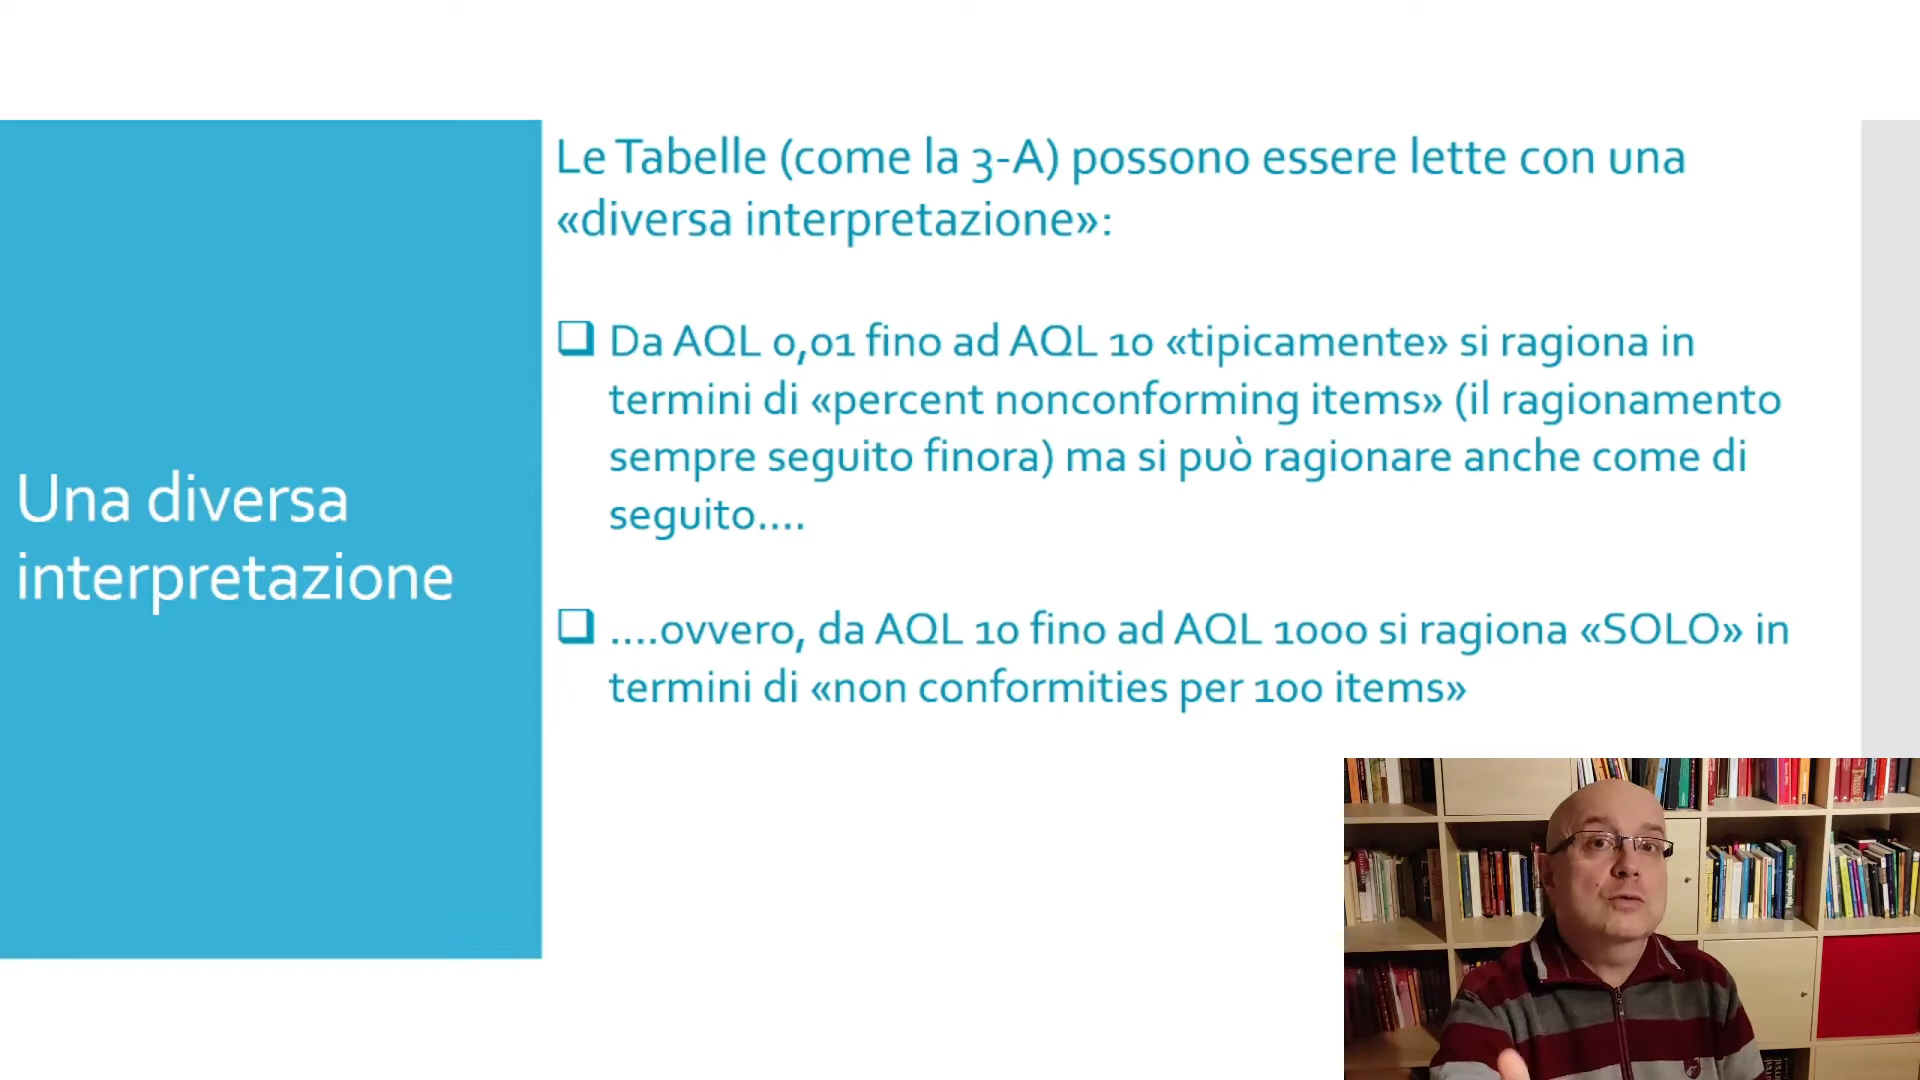 Una diversa
interpretazione
Le Tabelle (come la 3-A) possono essere lette con una
«diversa interpretazione»:
Da AQL 0,01 fino ad AQL 10 «tipicamente» si ragiona in
termini di «percent nonconforming items» (il ragionamento
sempre seguito finora) ma si può ragionare anche come di
seguito....
....ovvero, da AQL 10 fino ad AQL 1000 si ragiona «SOLO» in
termini di «non conformities per 100 items»